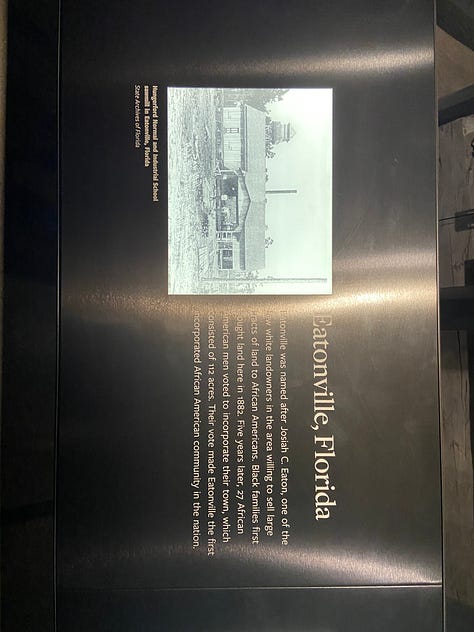 Eatonville, Florida
Eatonville was named after Josiah C. Eaton, one of the
few white landowners in the area willing to sell large
tracts of land to African Americans. Black families first
bought land here in 1882. Five years later, 27 African
American men voted to incorporate their town, which
consisted of 112 acres. Their vote made Eatonville the first
incorporated African American community in the nation.
Hungerford Normal and Industrial School
sawmill in Eatonville, Florida
State Archives of Florida